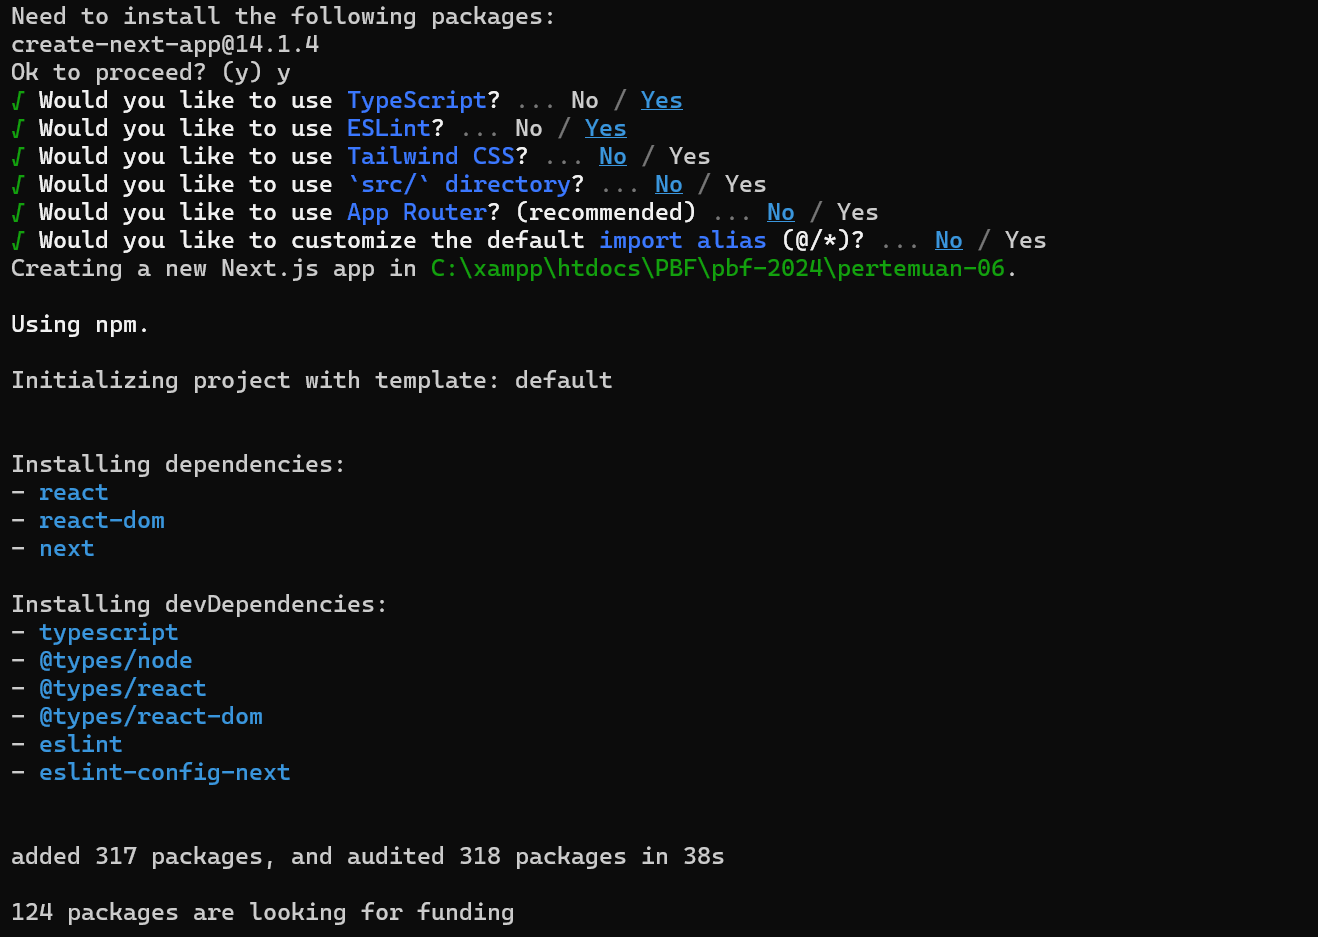 Need to install the following packages:
create-next-app@14.1.4
Ok to proceed? (y) y
√ Would you like to use TypeScript? ... No / Yes
√ Would you like to use ESLint? ... No / Yes
√ Would you like to use Tailwind CSS? ... No / Yes
√ Would you like to use `src/` directory? ... No / Yes
√ Would you like to use App Router? (recommended) ... No / Yes
√ Would you like to customize the default import alias (@/*)? ... No / Yes
Creating a new Next.js app in C:\xampp\htdocs\PBF\pbf-2024\pertemuan-06.
Using npm.
Initializing project with template: default
Installing dependencies:
- react
- react-dom
- next
Installing devDependencies:
- typescript
- @types/node
- @types/react
- @types/react-dom
- eslint
- eslint-config-next
added 317 packages, and audited 318 packages in 38s
124 packages are looking for funding